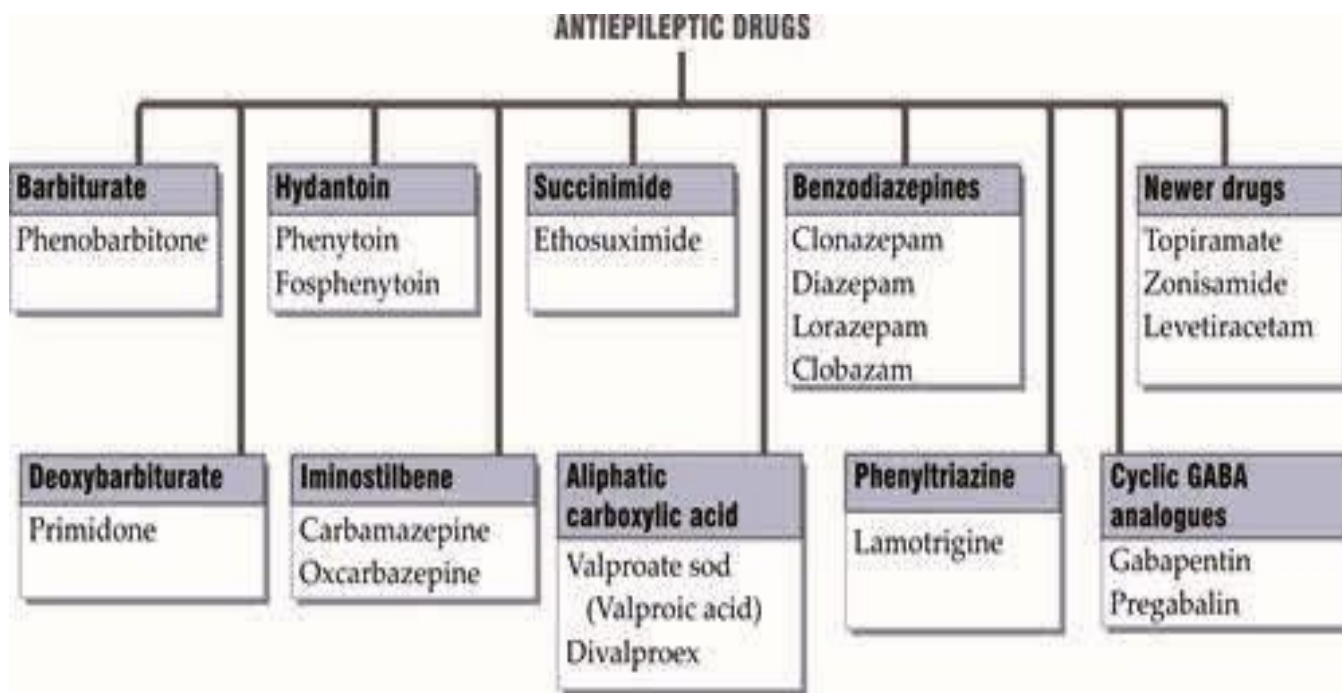 ANTIEPILEPTIC DRUGS
Barbiturate
Phenobarbitone
Hydantoin
Phenytoin
Fosphenytoin
Succinimide
Ethosuximide
Benzodiazepines
Clonazepam
Diazepam
Lorazepam
Clobazam
Newer drugs
Topiramate
Zonisamide
Levetiracetam
Deoxybarbiturate
Primidone
Iminostilbene
Carbamazepine
Oxcarbazepine
Aliphatic
carboxylic acid
Valproate sod
(Valproic acid)
Divalproex
Phenyltriazine
Lamotrigine
Cyclic GABA
analogues
Gabapentin
Pregabalin